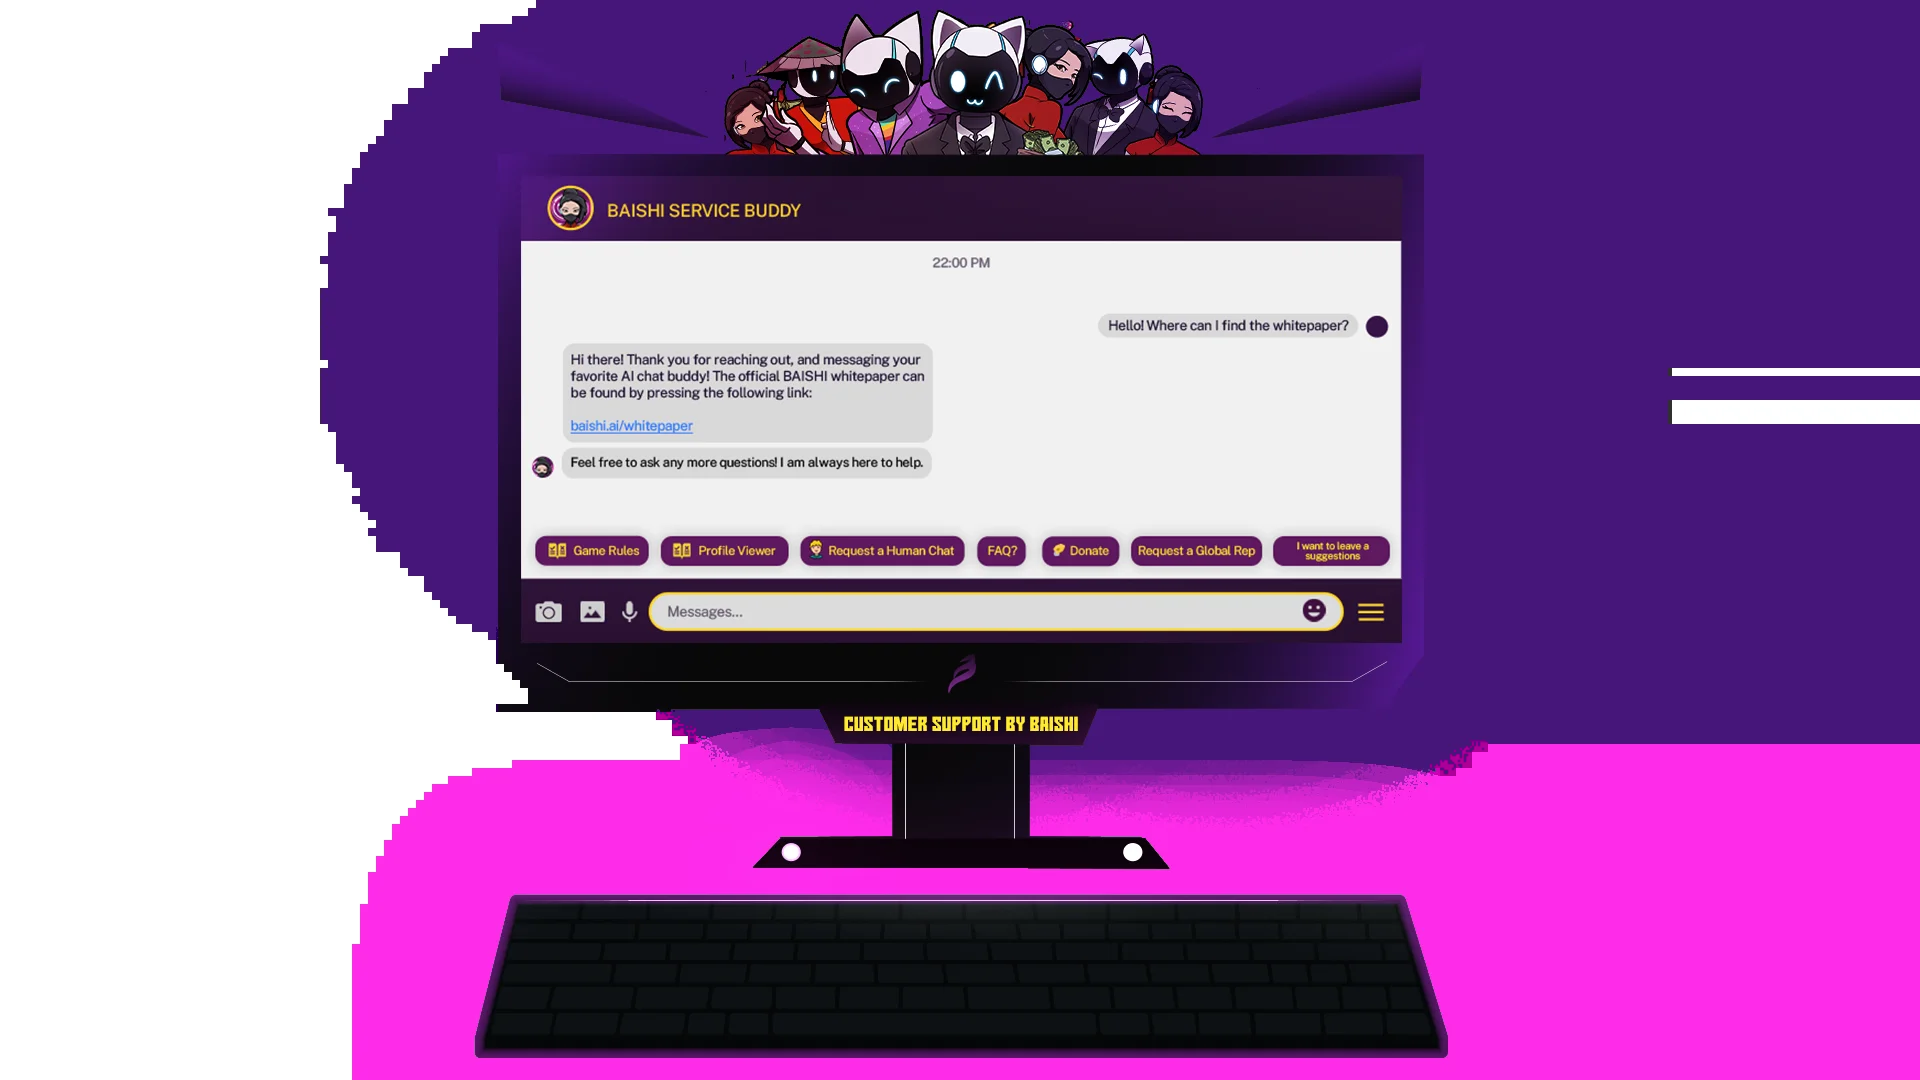 BAISHI SERVICE BUDDY
22:00 PM
Hello! Where can I find the whitepaper?
Hi there! Thank you for reaching out, and messaging your
favorite AI chat buddy! The official BAISHI whitepaper can
be found by pressing the following link:
baishi.ai/whitepaper
Feel free to ask any more questions! I am always here to help.
Game Rules
Profile Viewer
Request a Human Chat
FAQ?
Donate
Request a Global Rep
I want to leave a
suggestions
Messages...
CUSTOMER SUPPORT BY BAISHI